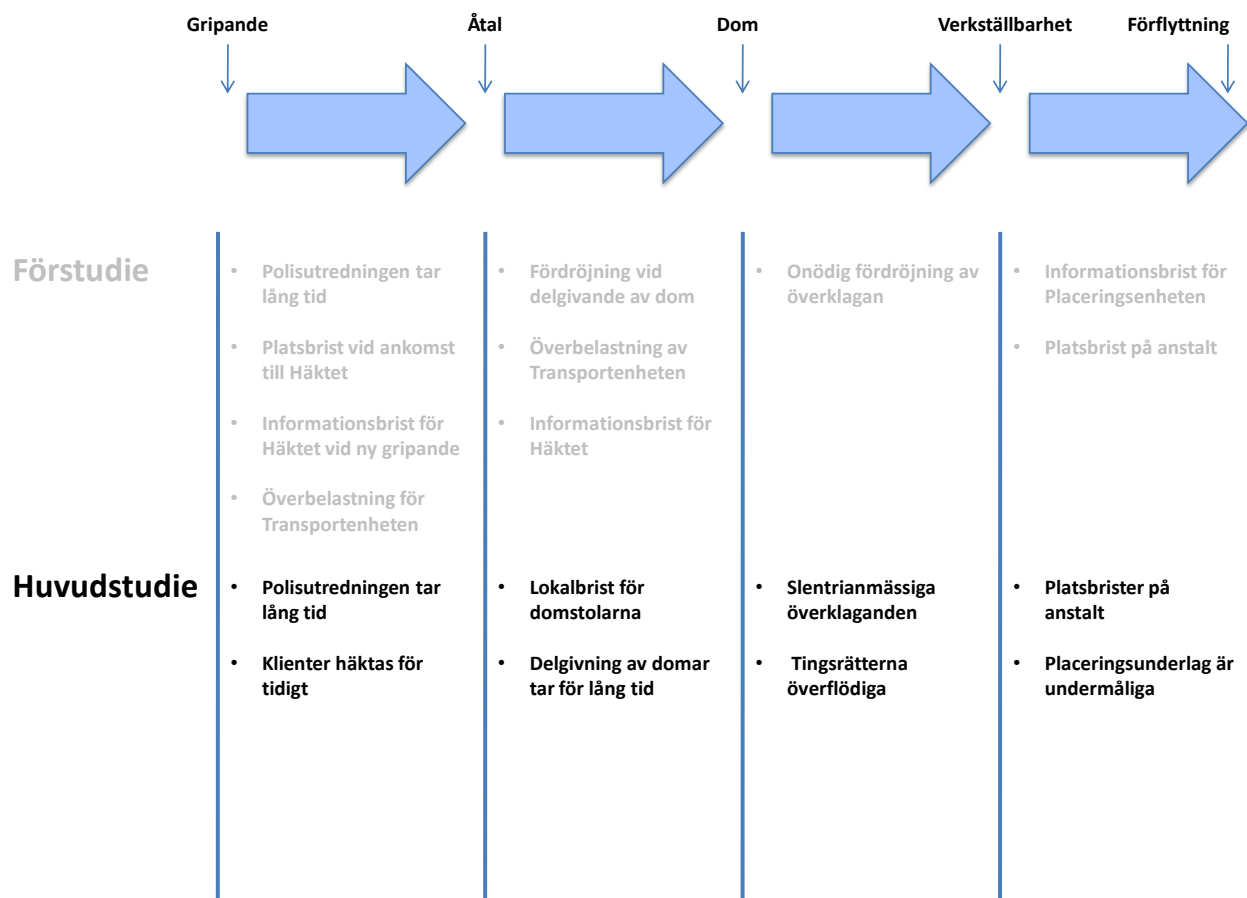 Gripande
Åtal
Dom
Verkställbarhet
Förflyttning
Förstudie
• Polisutredningen tar
lång tid
• Platsbrist vid ankomst
till Häktet
• Informationsbrist för
Häktet vid ny gripande
• Överbelastning för
Transportenheten
• Fördröjning vid
delgivande av dom
• Överbelastning av
Transportenheten
• Informationsbrist för
Häktet
• Onödig fördröjning av
överklagan
• Informationsbrist för
Placeringsenheten
• Platsbrist på anstalt
Huvudstudie
• Polisutredningen tar
lång tid
• Klienter häktas för
tidigt
• Lokalbrist för
domstolarna
• Delgivning av domar
tar för lång tid
• Slentrianmässiga
överklaganden
• Tingsrätterna
överflödiga
• Platsbrister på
anstalt
• Placeringsunderlag är
undermåliga